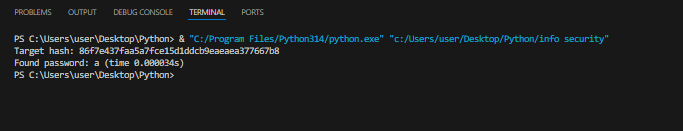 PROBLEMS OUTPUT DEBUG CONSOLE TERMINAL PORTS
PS C:\Users\user\Desktop\Python> & "C:/Program Files/Python314/python.exe" "c:/Users/user/Desktop/Python/info security"
Target hash: 86f7e437faa5a7fce15d1ddcb9eaeaea377667b8
Found password: a (time 0.000034s)
PS C:\Users\user\Desktop\Python>